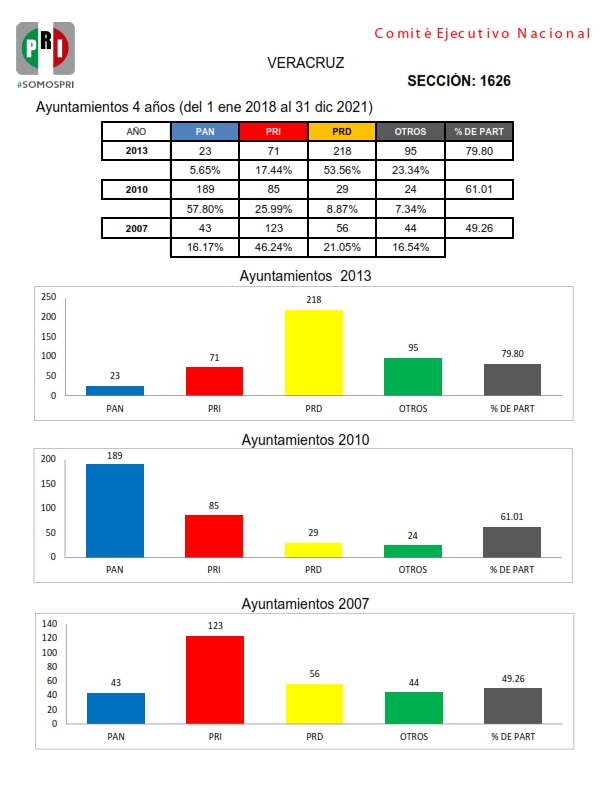 Comité Ejecutivo Nacional
PRI
#SOMOSPRI
VERACRUZ
SECCIÓN: 1626
Ayuntamientos 4 años (del 1 ene 2018 al 31 dic 2021)
AÑO PAN PRI PRD OTROS % DE PART
2013 23 71 218 95 79.80
5.65% 17.44% 53.56% 23.34%
2010 189 85 29 24 61.01
57.80% 25.99% 8.87% 7.34%
2007 43 123 56 44 49.26
16.17% 46.24% 21.05% 16.54%
Ayuntamientos 2013
250
200
150
100
50
0
23 71 218 95 79.80
PAN PRI PRD OTROS % DE PART
Ayuntamientos 2010
200
150
100
50
0
189 85 29 24 61.01
PAN PRI PRD OTROS % DE PART
Ayuntamientos 2007
140
120
100
80
60
40
20
0
43 123 56 44 49.26
PAN PRI PRD OTROS % DE PART